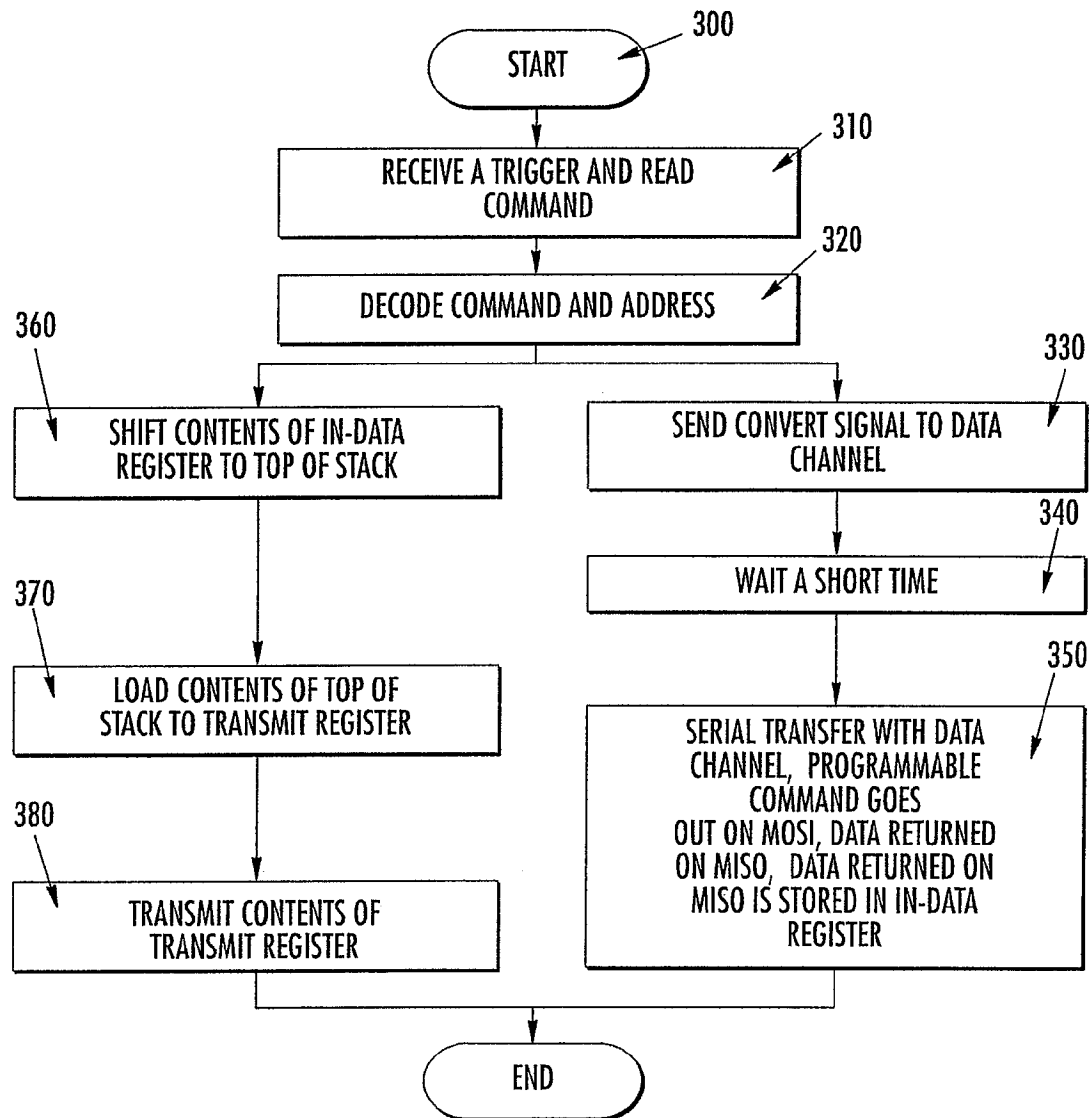 300
START
310
RECEIVE A TRIGGER AND READ
COMMAND
320
DECODE COMMAND AND ADDRESS
360
SHIFT CONTENTS OF IN-DATA
REGISTER TO TOP OF STACK
330
SEND CONVERT SIGNAL TO DATA
CHANNEL
340
WAIT A SHORT TIME
370
LOAD CONTENTS OF TOP OF
STACK TO TRANSMIT REGISTER
350
SERIAL TRANSFER WITH DATA
CHANNEL, PROGRAMMABLE
COMMAND GOES
OUT ON MOSI, DATA RETURNED
ON MISO, DATA RETURNED ON
MISO IS STORED IN IN-DATA
REGISTER
380
TRANSMIT CONTENTS OF
TRANSMIT REGISTER
END